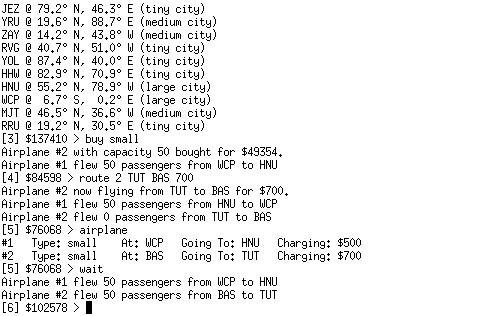 JEZ @ 79.2° N, 46.3° E (tiny city)
YRU @ 19.6° N, 88.7° E (medium city)
ZAY @ 14.2° N, 43.8° W (medium city)
RVG @ 40.7° N, 51.0° W (tiny city)
YOL @ 87.4° N, 40.0° E (tiny city)
HHW @ 82.9° N, 70.9° E (tiny city)
HNU @ 55.2° N, 78.9° W (large city)
WCP @ 6.7° S, 0.2° E (large city)
MJT @ 46.5° N, 36.6° W (medium city)
RRU @ 19.2° N, 30.5° E (tiny city)
[3] $137410 > buy small
Airplane #2 with capacity 50 bought for $49354.
Airplane #1 flew 50 passengers from WCP to HNU
[4] $84598 > route 2 TUT BAS 700
Airplane #2 now flying from TUT to BAS for $700.
Airplane #1 flew 50 passengers from HNU to WCP
Airplane #2 flew 0 passengers from TUT to BAS
[5] $76068 > airplane
#1 Type: small At: WCP Going To: HNU Charging: $500
#2 Type: small At: BAS Going To: TUT Charging: $700
[5] $76068 > wait
Airplane #1 flew 50 passengers from WCP to HNU
Airplane #2 flew 50 passengers from BAS to TUT
[6] $102578 >